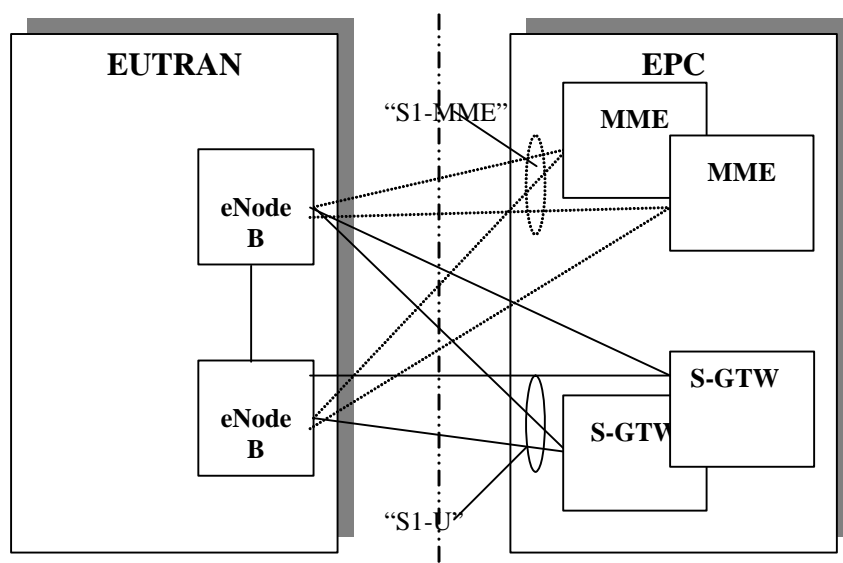 EUTRAN
EPC
“S1-MME”
MME
MME
eNode
B
S-GTW
eNode
B
S-GTW
“S1-U”